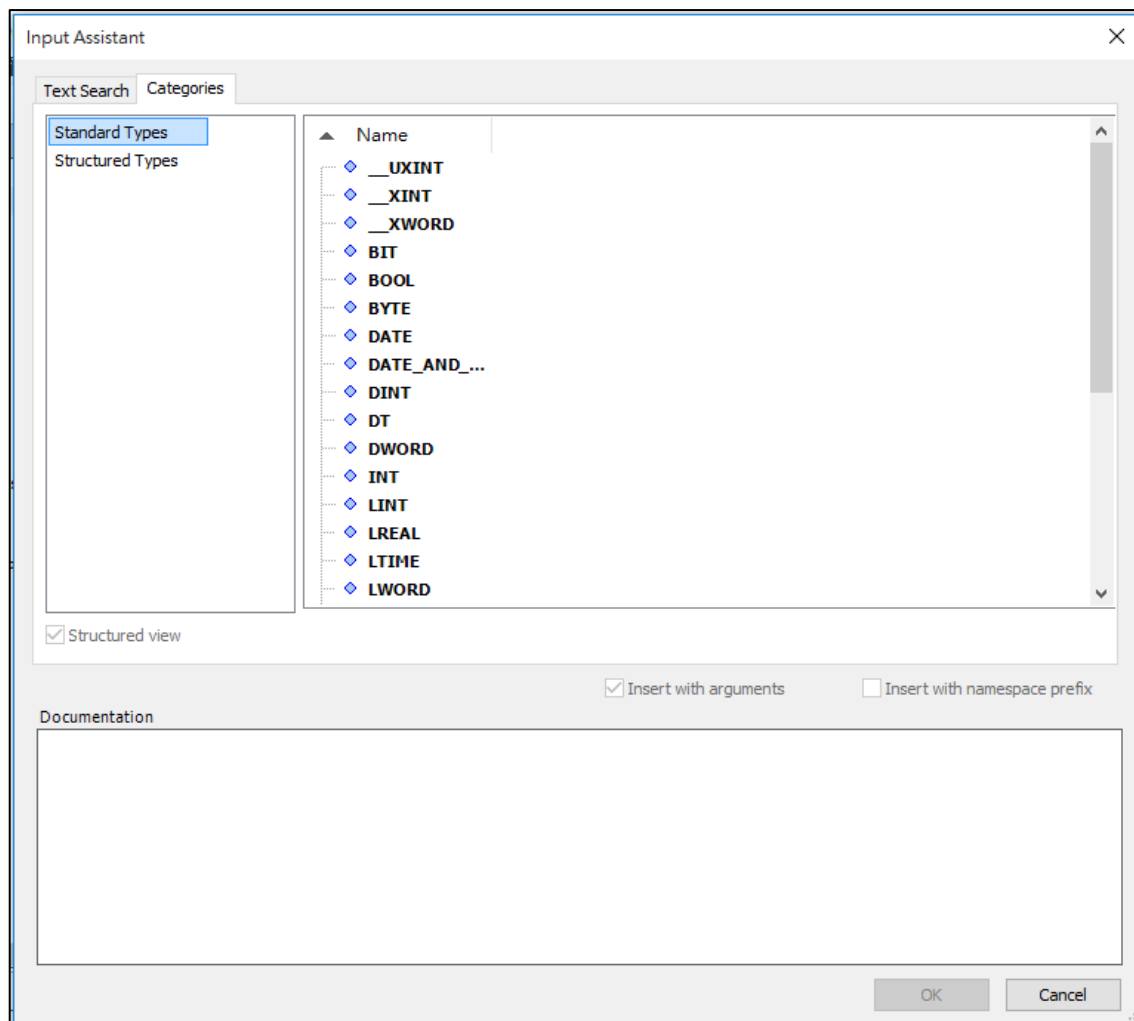 Input Assistant
Text Search Categories
Standard Types
Structured Types
Name
__UXINT
__XINT
__XWORD
BIT
BOOL
BYTE
DATE
DATE_AND_...
DINT
DT
DWORD
INT
LINT
LREAL
LTIME
LWORD
Structured view
Insert with arguments Insert with namespace prefix
Documentation
OK Cancel